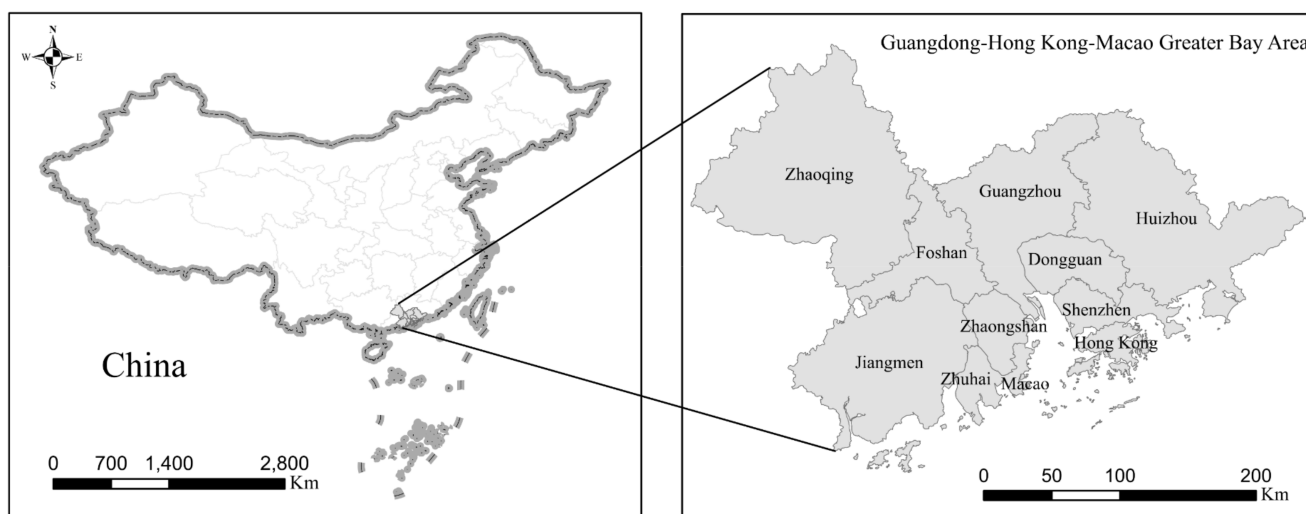 N
W E
S
China
0 700 1,400 2,800
Km
Guangdong-Hong Kong-Macao Greater Bay Area
Zhaoqing
Guangzhou
Huizhou
Foshan
Dongguan
Shenzhen
Zhaongshan
Hong Kong
Jiangmen
Zhuhai
Macao
0 50 100 200
Km